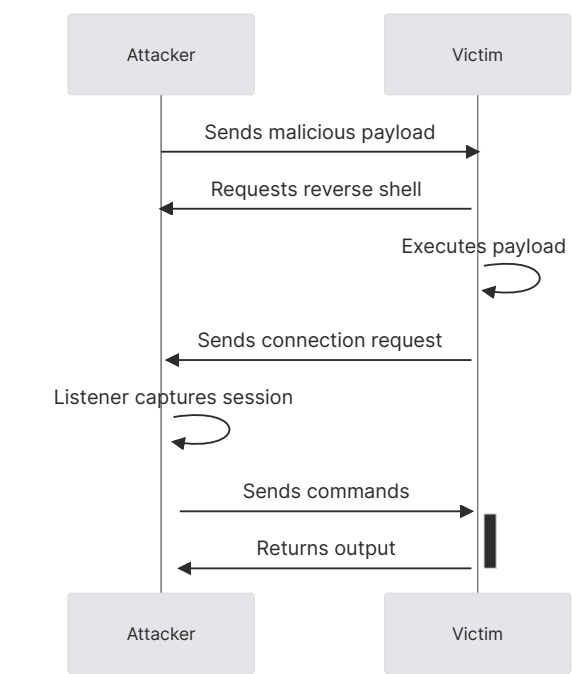 Attacker
Victim
Sends malicious payload
Requests reverse shell
Executes payload
Sends connection request
Listener captures session
Sends commands
Returns output
Attacker
Victim